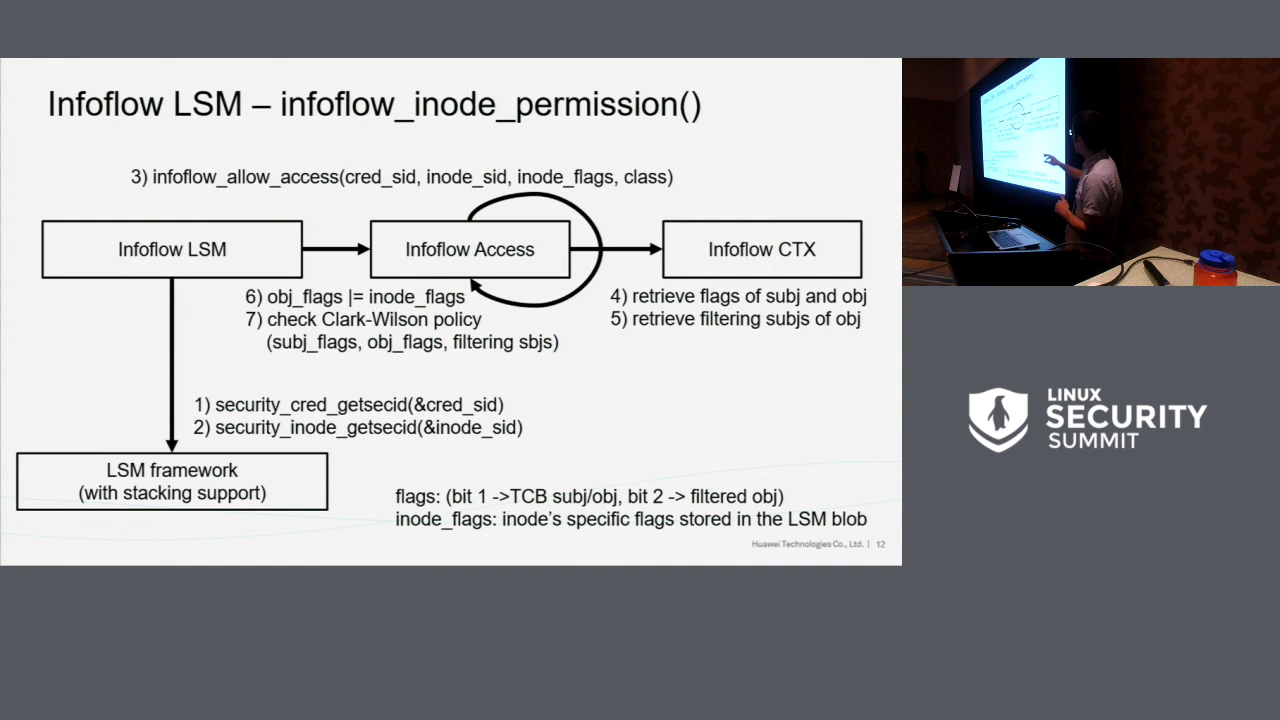 Infoflow LSM – infoflow_inode_permission()
3) infoflow_allow_access(cred_sid, inode_sid, inode_flags, class)
Infoflow LSM
Infoflow Access
Infoflow CTX
6) obj_flags |= inode_flags
7) check Clark-Wilson policy
(subj_flags, obj_flags, filtering sbjs)
4) retrieve flags of subj and obj
5) retrieve filtering subjs of obj
1) security_cred_getsecid(&cred_sid)
2) security_inode_getsecid(&inode_sid)
LSM framework
(with stacking support)
flags: (bit 1 ->TCB subj/obj, bit 2 -> filtered obj)
inode_flags: inode's specific flags stored in the LSM blob
Huawei Technologies Co., Ltd. | 12
LINUX
SECURITY
SUMMIT